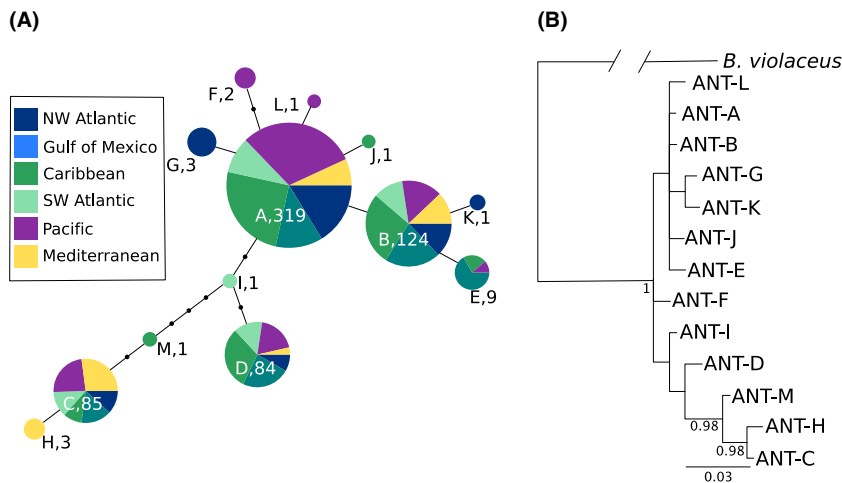 (A)
(B)
NW Atlantic
Gulf of Mexico
Caribbean
SW Atlantic
Pacific
Mediterranean
F,2
L,1
G,3
J,1
A,319
K,1
B,124
E,9
I,1
M,1
D,84
C,85
H,3
B. violaceus
ANT-L
ANT-A
ANT-B
ANT-G
ANT-K
ANT-J
ANT-E
1
ANT-F
ANT-I
ANT-D
ANT-M
0.98
ANT-H
0.98
ANT-C
0.03